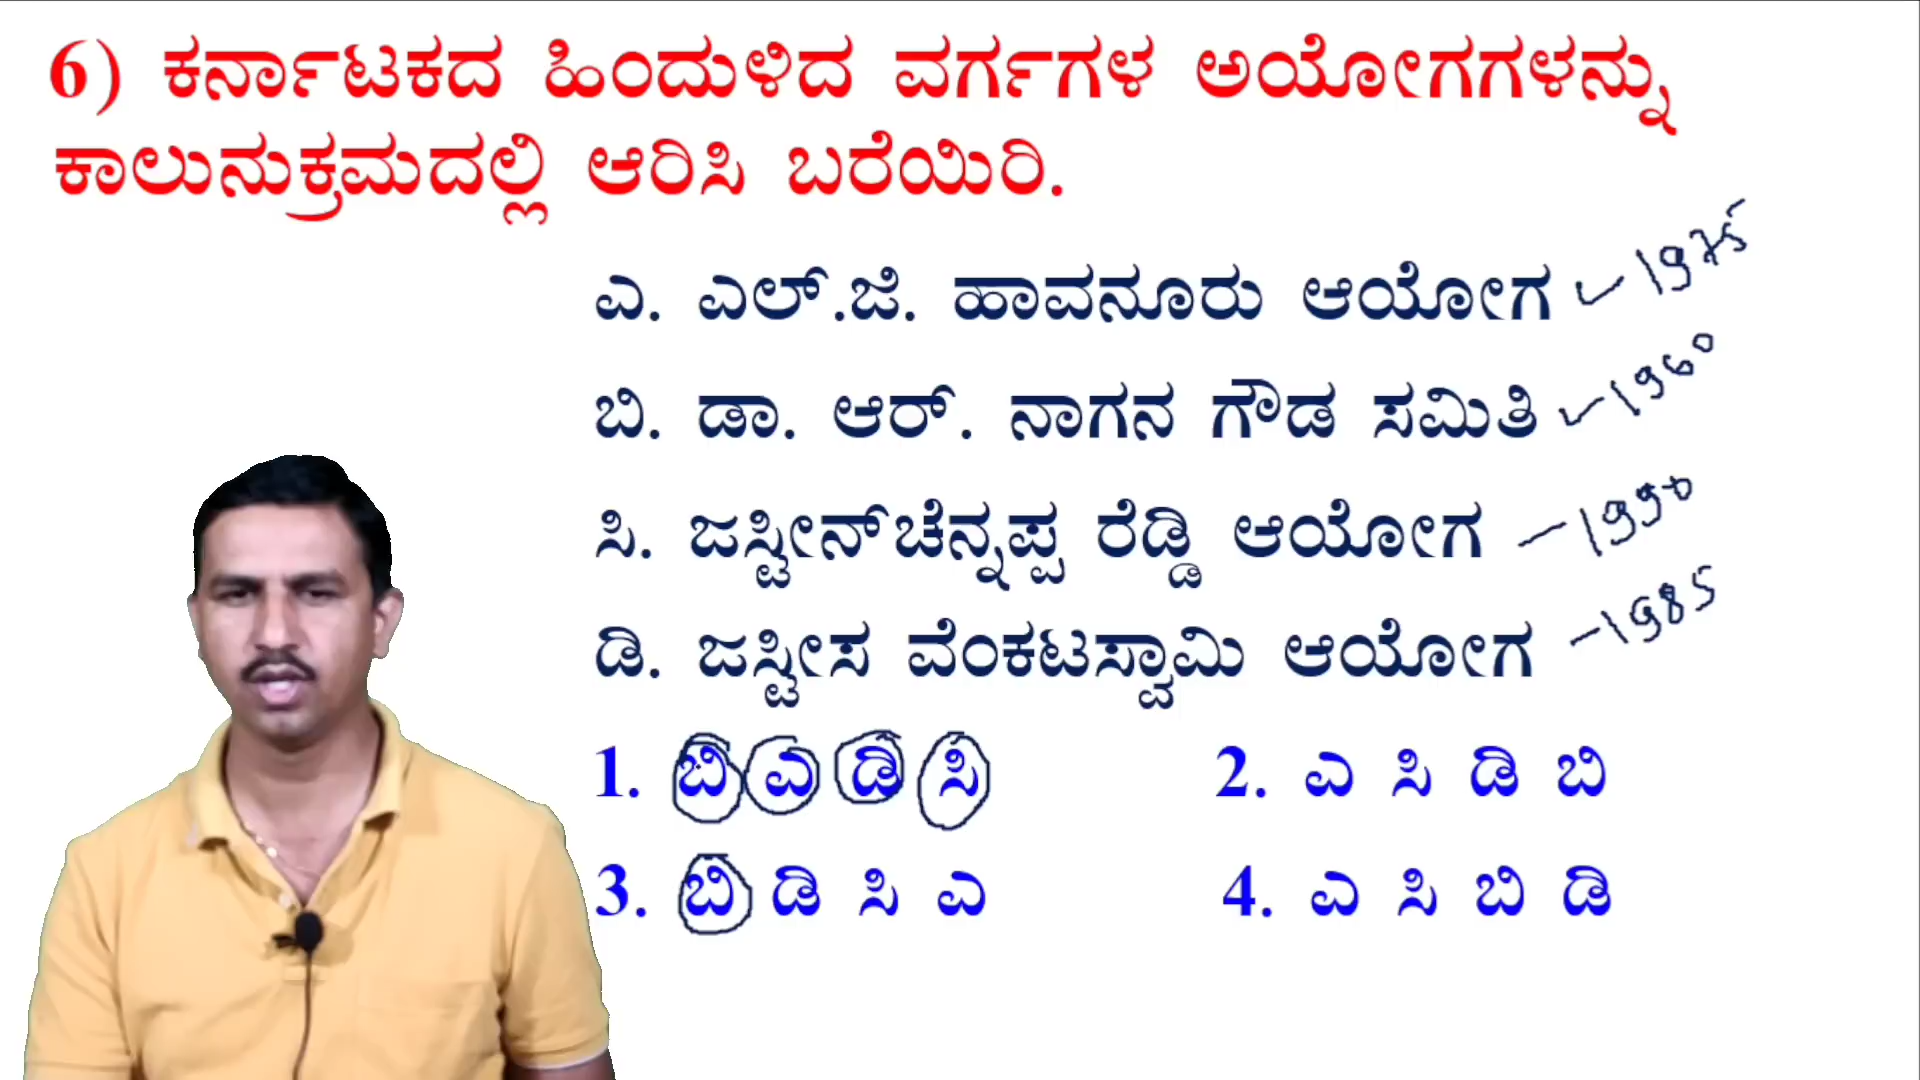 6) ಕರ್ನಾಟಕದ ಹಿಂದುಳಿದ ವರ್ಗಗಳ ಅಯೋಗಗಳನ್ನು
ಕಾಲುನುಕ್ರಮದಲ್ಲಿ ಆರಿಸಿ ಬರೆಯಿರಿ.
ಎ. ಎಲ್.ಜಿ. ಹಾವನೂರು ಆಯೋಗ - 1975
ಬಿ. ಡಾ. ಆರ್. ನಾಗನ ಗೌಡ ಸಮಿತಿ - 1960
ಸಿ. ಜಸ್ಟೀನ್‌ಚೆನ್ನಪ್ಪ ರೆಡ್ಡಿ ಆಯೋಗ - 1990
ಡಿ. ಜಸ್ಟೀಸ ವೆಂಕಟಸ್ವಾಮಿ ಆಯೋಗ - 1985
1. ಬಿ ಎ ಡಿ ಸಿ 2. ಎ ಸಿ ಡಿ ಬಿ
3. ಬಿ ಡಿ ಸಿ ಎ 4. ಎ ಸಿ ಬಿ ಡಿ